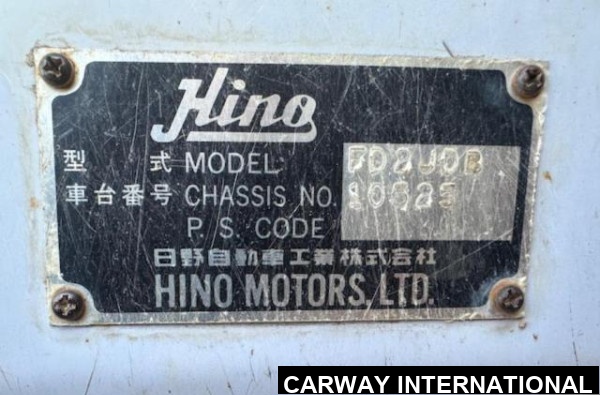 Hino
型 式 MODEL FD2JDB
車台番号 CHASSIS NO.
P. S. CODE
日野自動車工業株式会社
HINO MOTORS, LTD.
CARWAY INTERNATIONAL